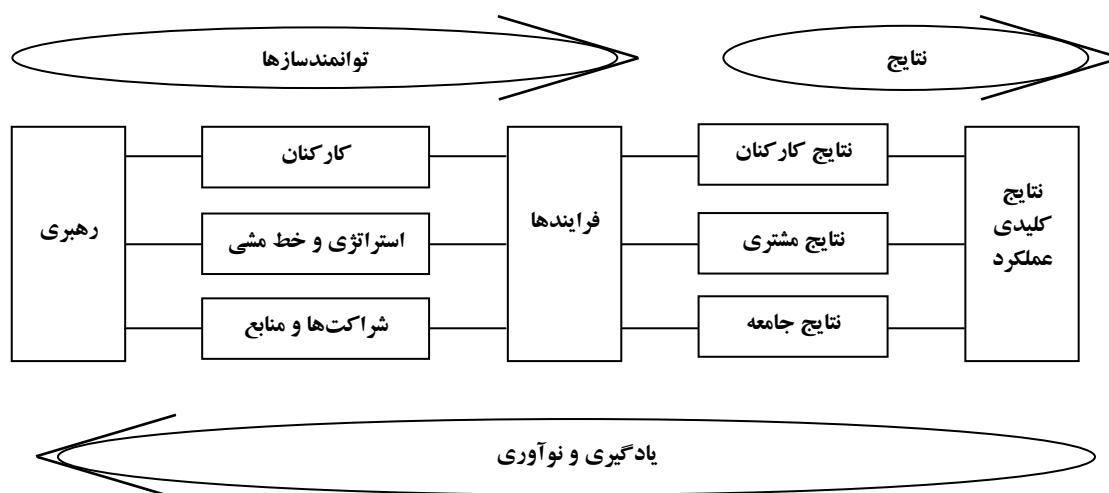 توانمندسازها
نتایج
رهبری
کارکنان
استراتژی و خط مشی
شراکت‌ها و منابع
فرایندها
نتایج کارکنان
نتایج مشتری
نتایج جامعه
نتایج
کلیدی
عملکرد
یادگیری و نوآوری